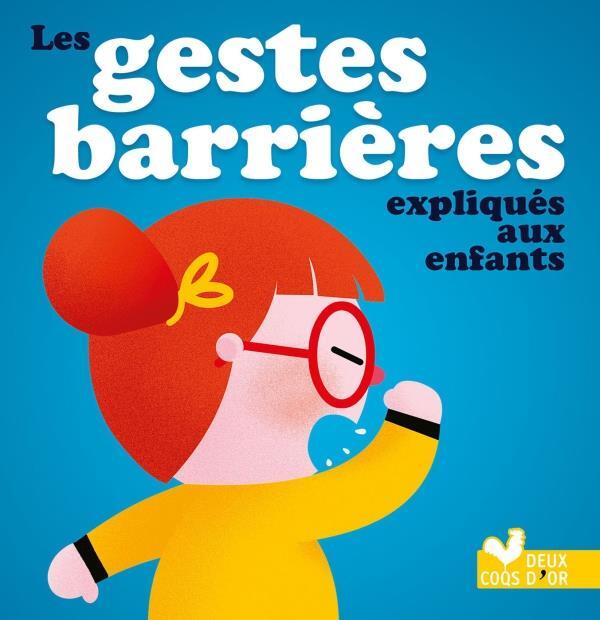 Les
gestes
barrières
expliqués
aux
enfants
DEUX
COQS D'OR